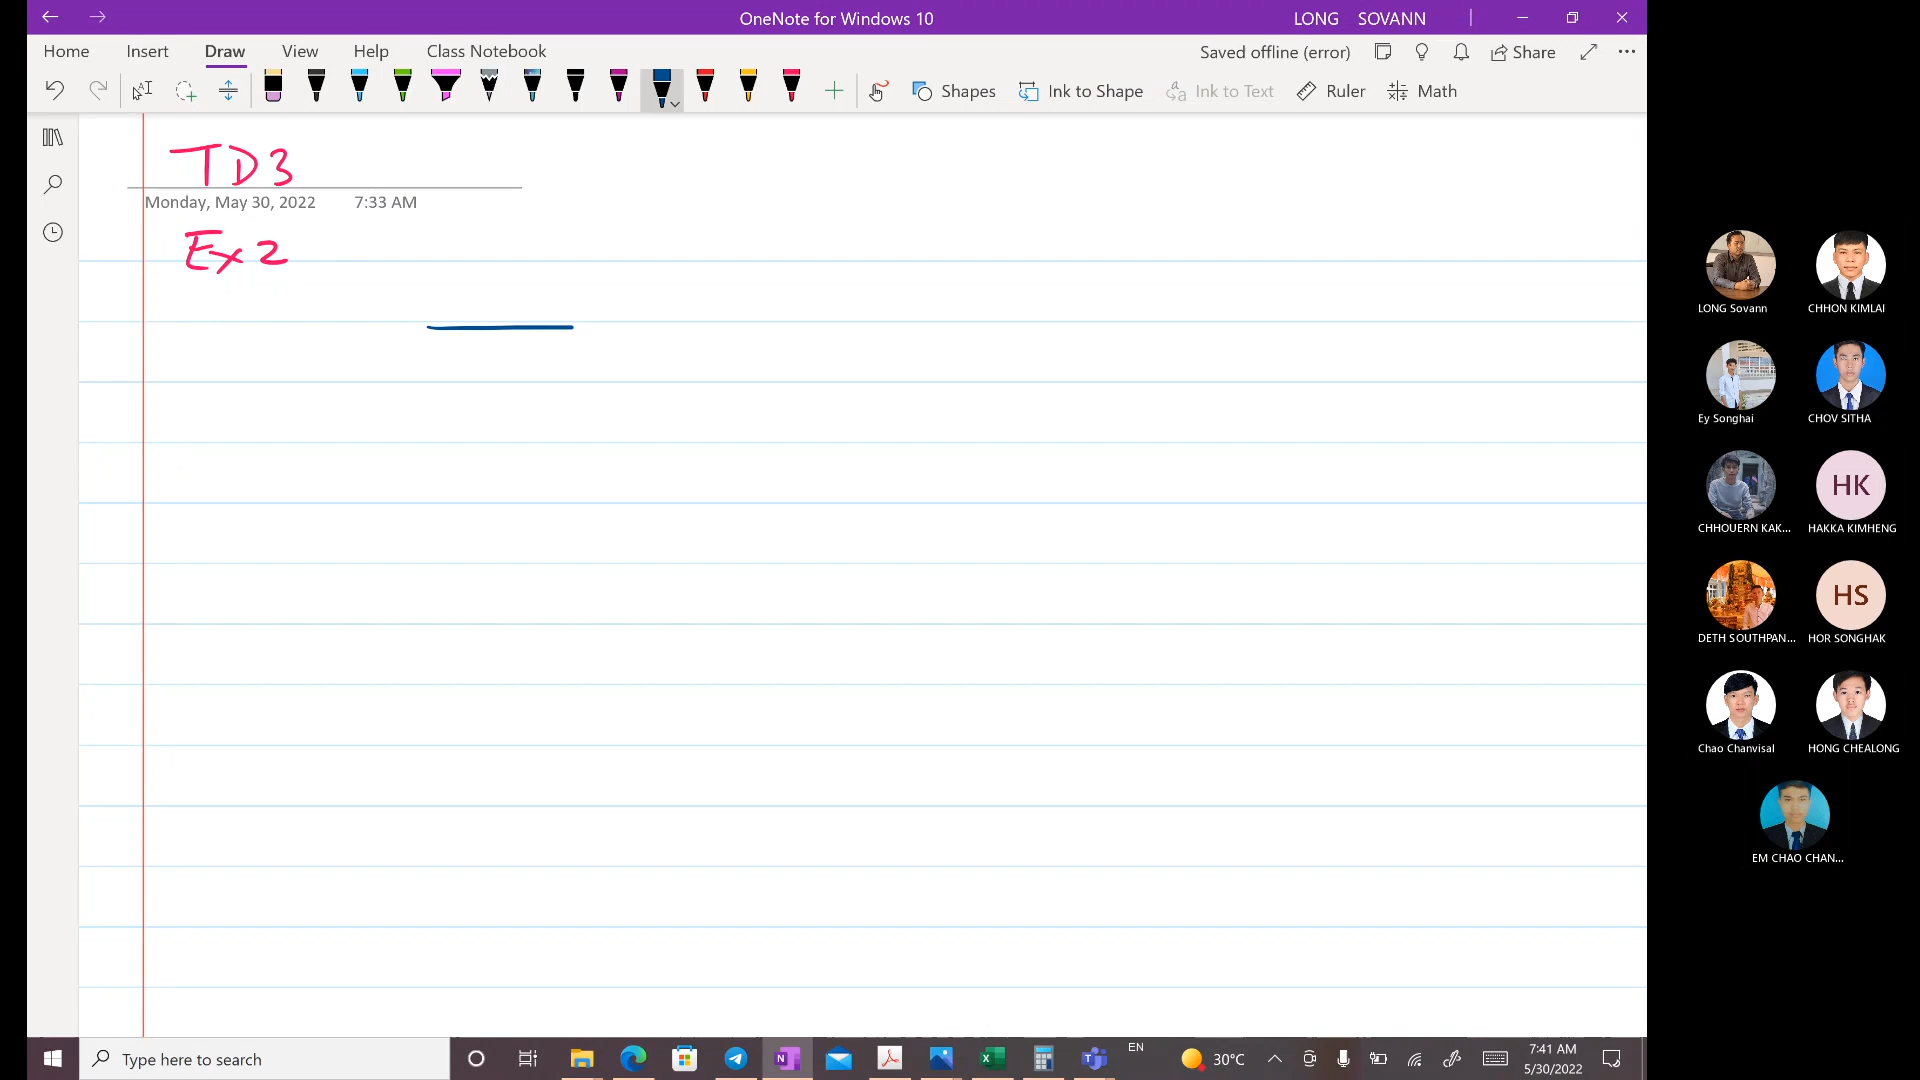 OneNote for Windows 10
LONG SOVANN
Home Insert Draw View Help Class Notebook
Saved offline (error) Share
Shapes Ink to Shape Ink to Text Ruler Math
TD3
Monday, May 30, 2022 7:33 AM
Ex 2
LONG Sovann
CHHON KIMLAI
Ey Songhai
CHOV SITHA
CHHOUERN KAK...
HK
HAKKA KIMHENG
DETH SOUTHPAN...
HS
HOR SONGHAK
Chao Chanvisal
HONG CHEALONG
EM CHAO CHAN...
Type here to search
EN
30°C
7:41 AM
5/30/2022